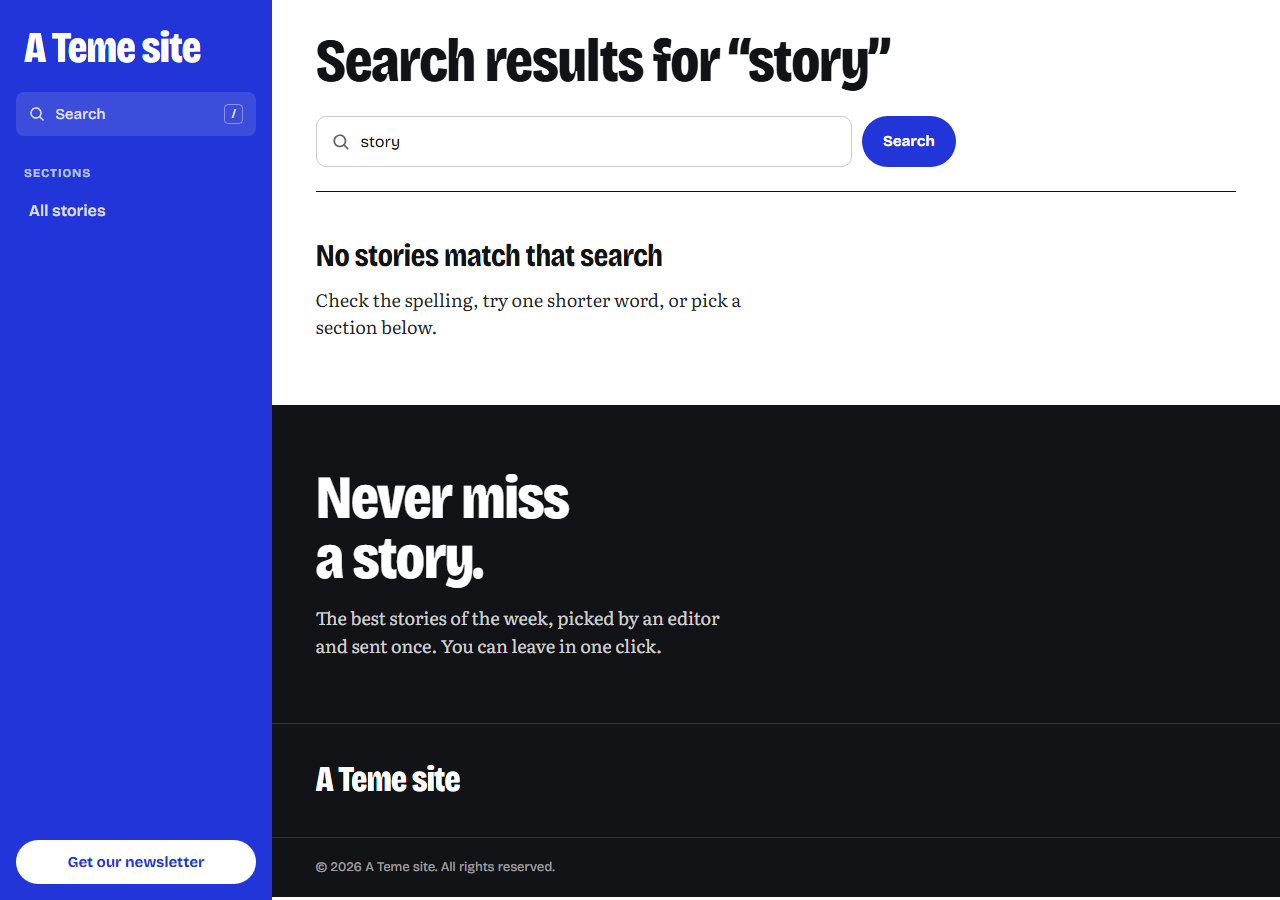 A Teme site
Search /
SECTIONS
All stories
Get our newsletter
Search results for “story”
story
Search
No stories match that search
Check the spelling, try one shorter word, or pick a
section below.
Never miss
a story.
The best stories of the week, picked by an editor
and sent once. You can leave in one click.
A Teme site
© 2026 A Teme site. All rights reserved.